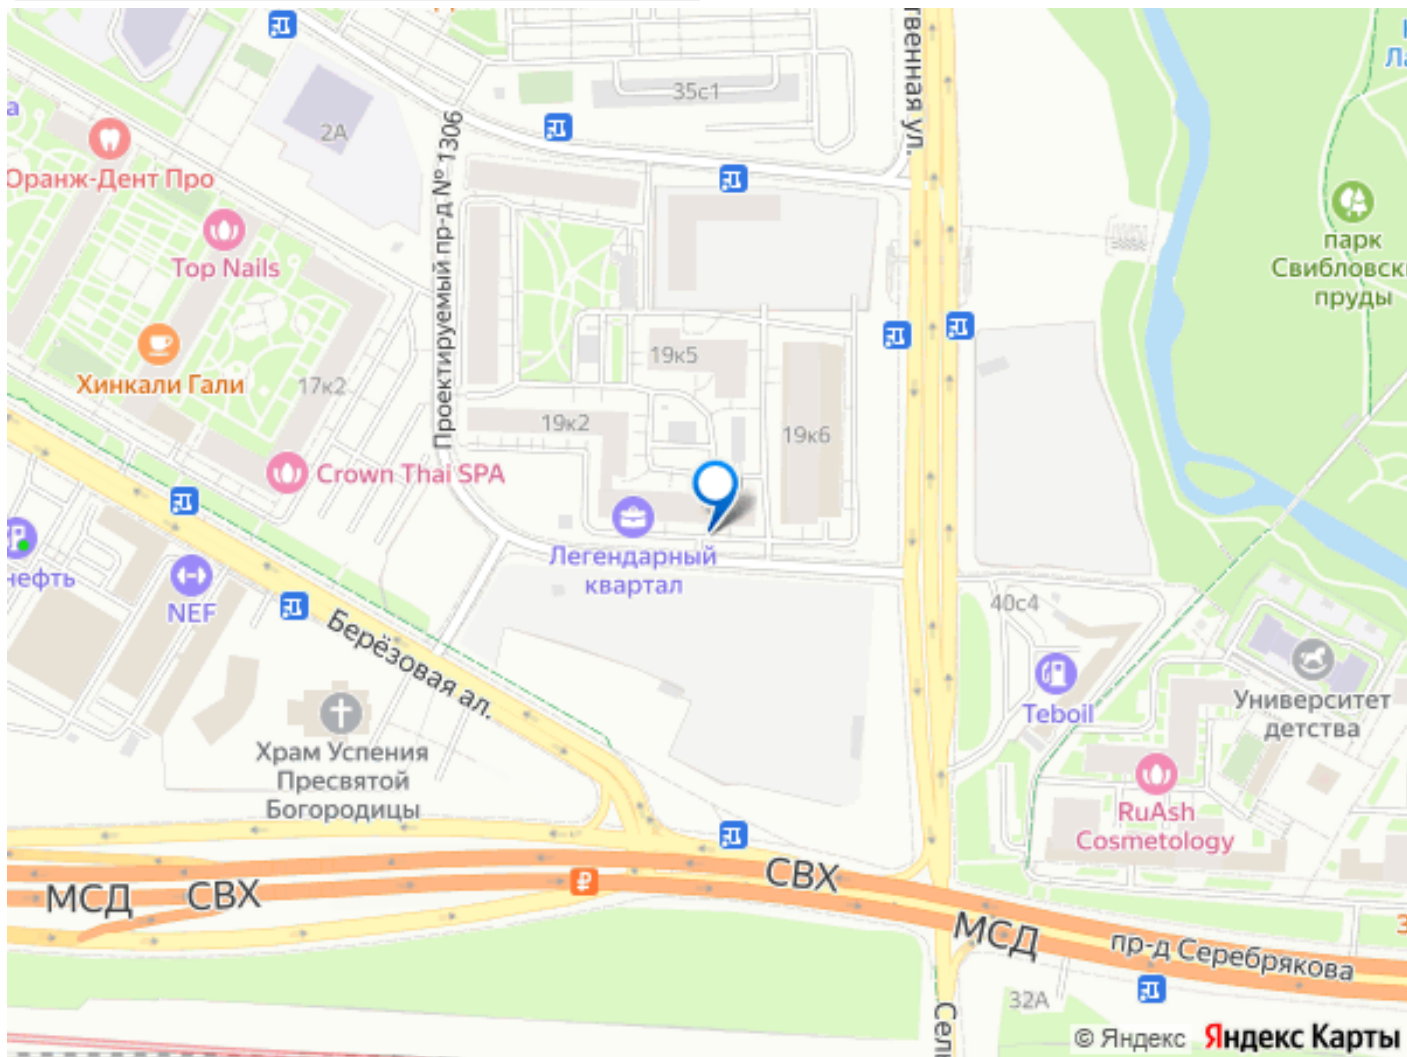 35с1
твенная ул.
а
2А
Оранж-Дент Про
Проектируемый пр-д № 1306
Top Nails
парк
Свибловск
пруды
Хинкали Гали
17к2
19к5
19к2
19к6
Crown Thai SPA
Легендарный
квартал
нефть
NEF
40с4
Берёзовая ал.
Teboil
Университет
детства
Храм Успения
Пресвятой
Богородицы
RuAsh
Cosmetology
МСД
СВХ
СВХ
МСД
пр-д Серебрякова
32А
Сель
© Яндекс Яндекс Карты